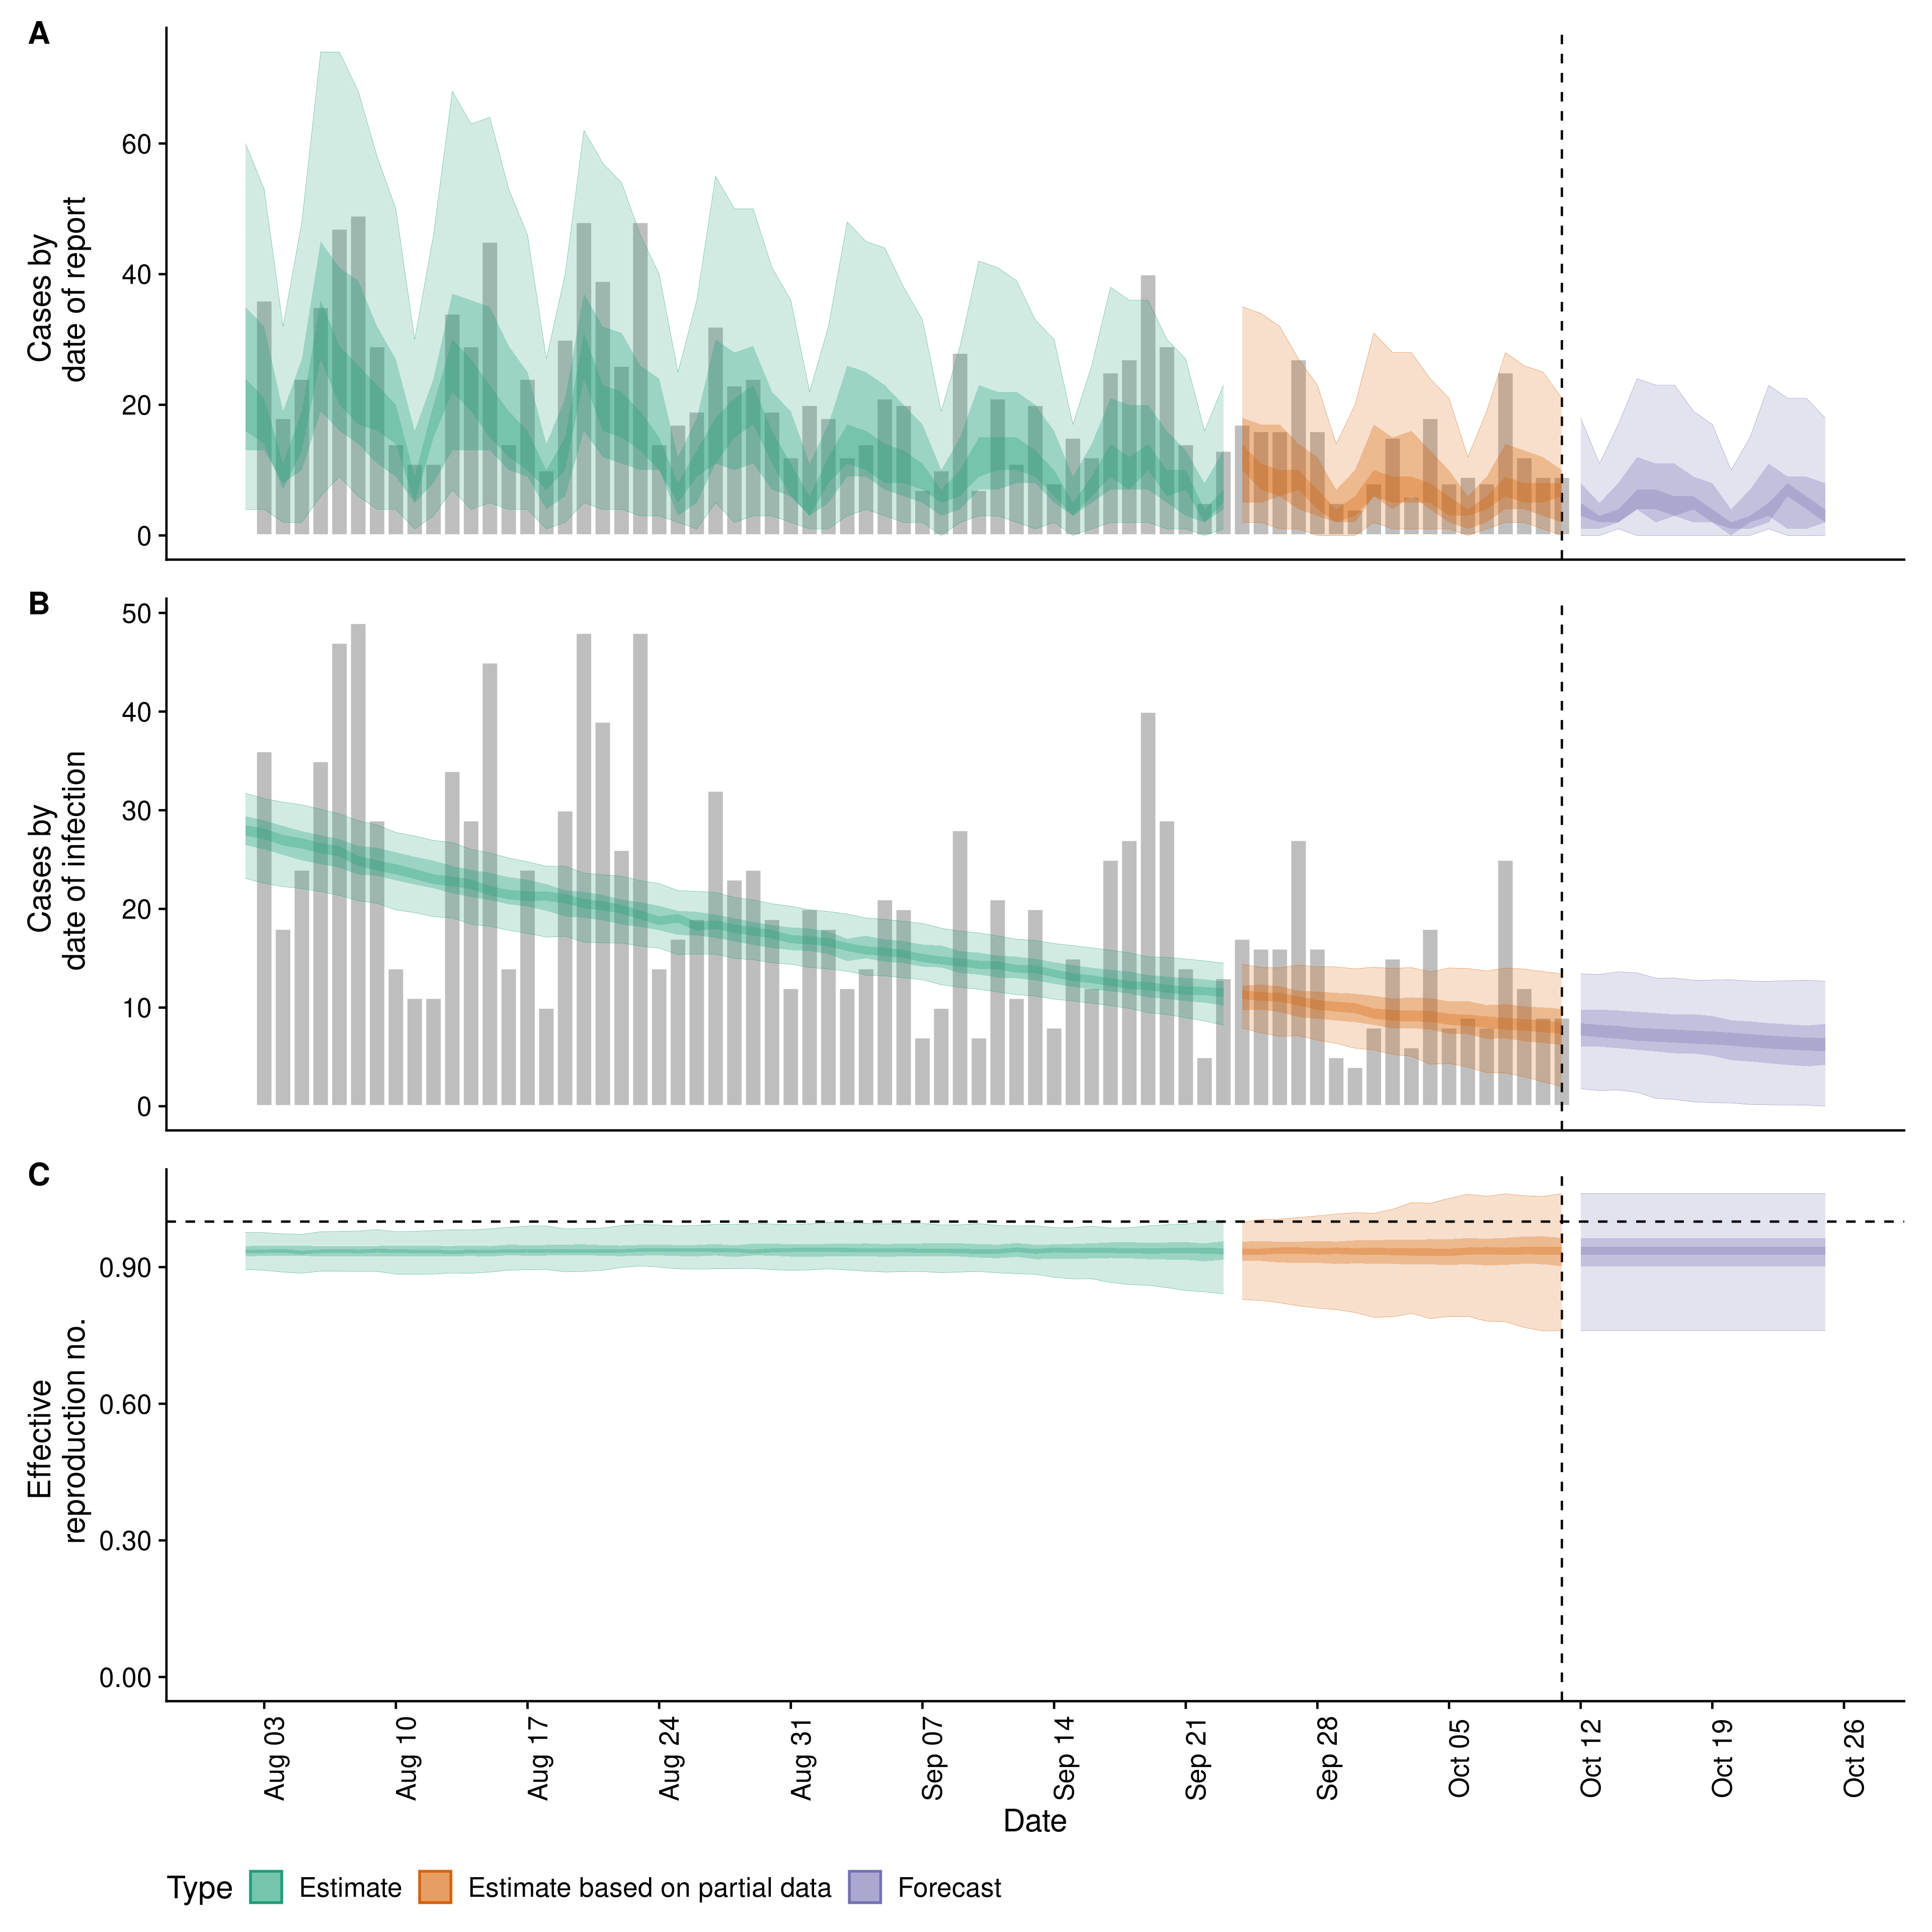 A
Cases by
date of report
60
40
20
0
B
Cases by
date of infection
50
40
30
20
10
0
C
Effective
reproduction no.
0.90
0.60
0.30
0.00
Aug 03
Aug 10
Aug 17
Aug 24
Aug 31
Sep 07
Sep 14
Sep 21
Sep 28
Oct 05
Oct 12
Oct 19
Oct 26
Date
Type Estimate Estimate based on partial data Forecast